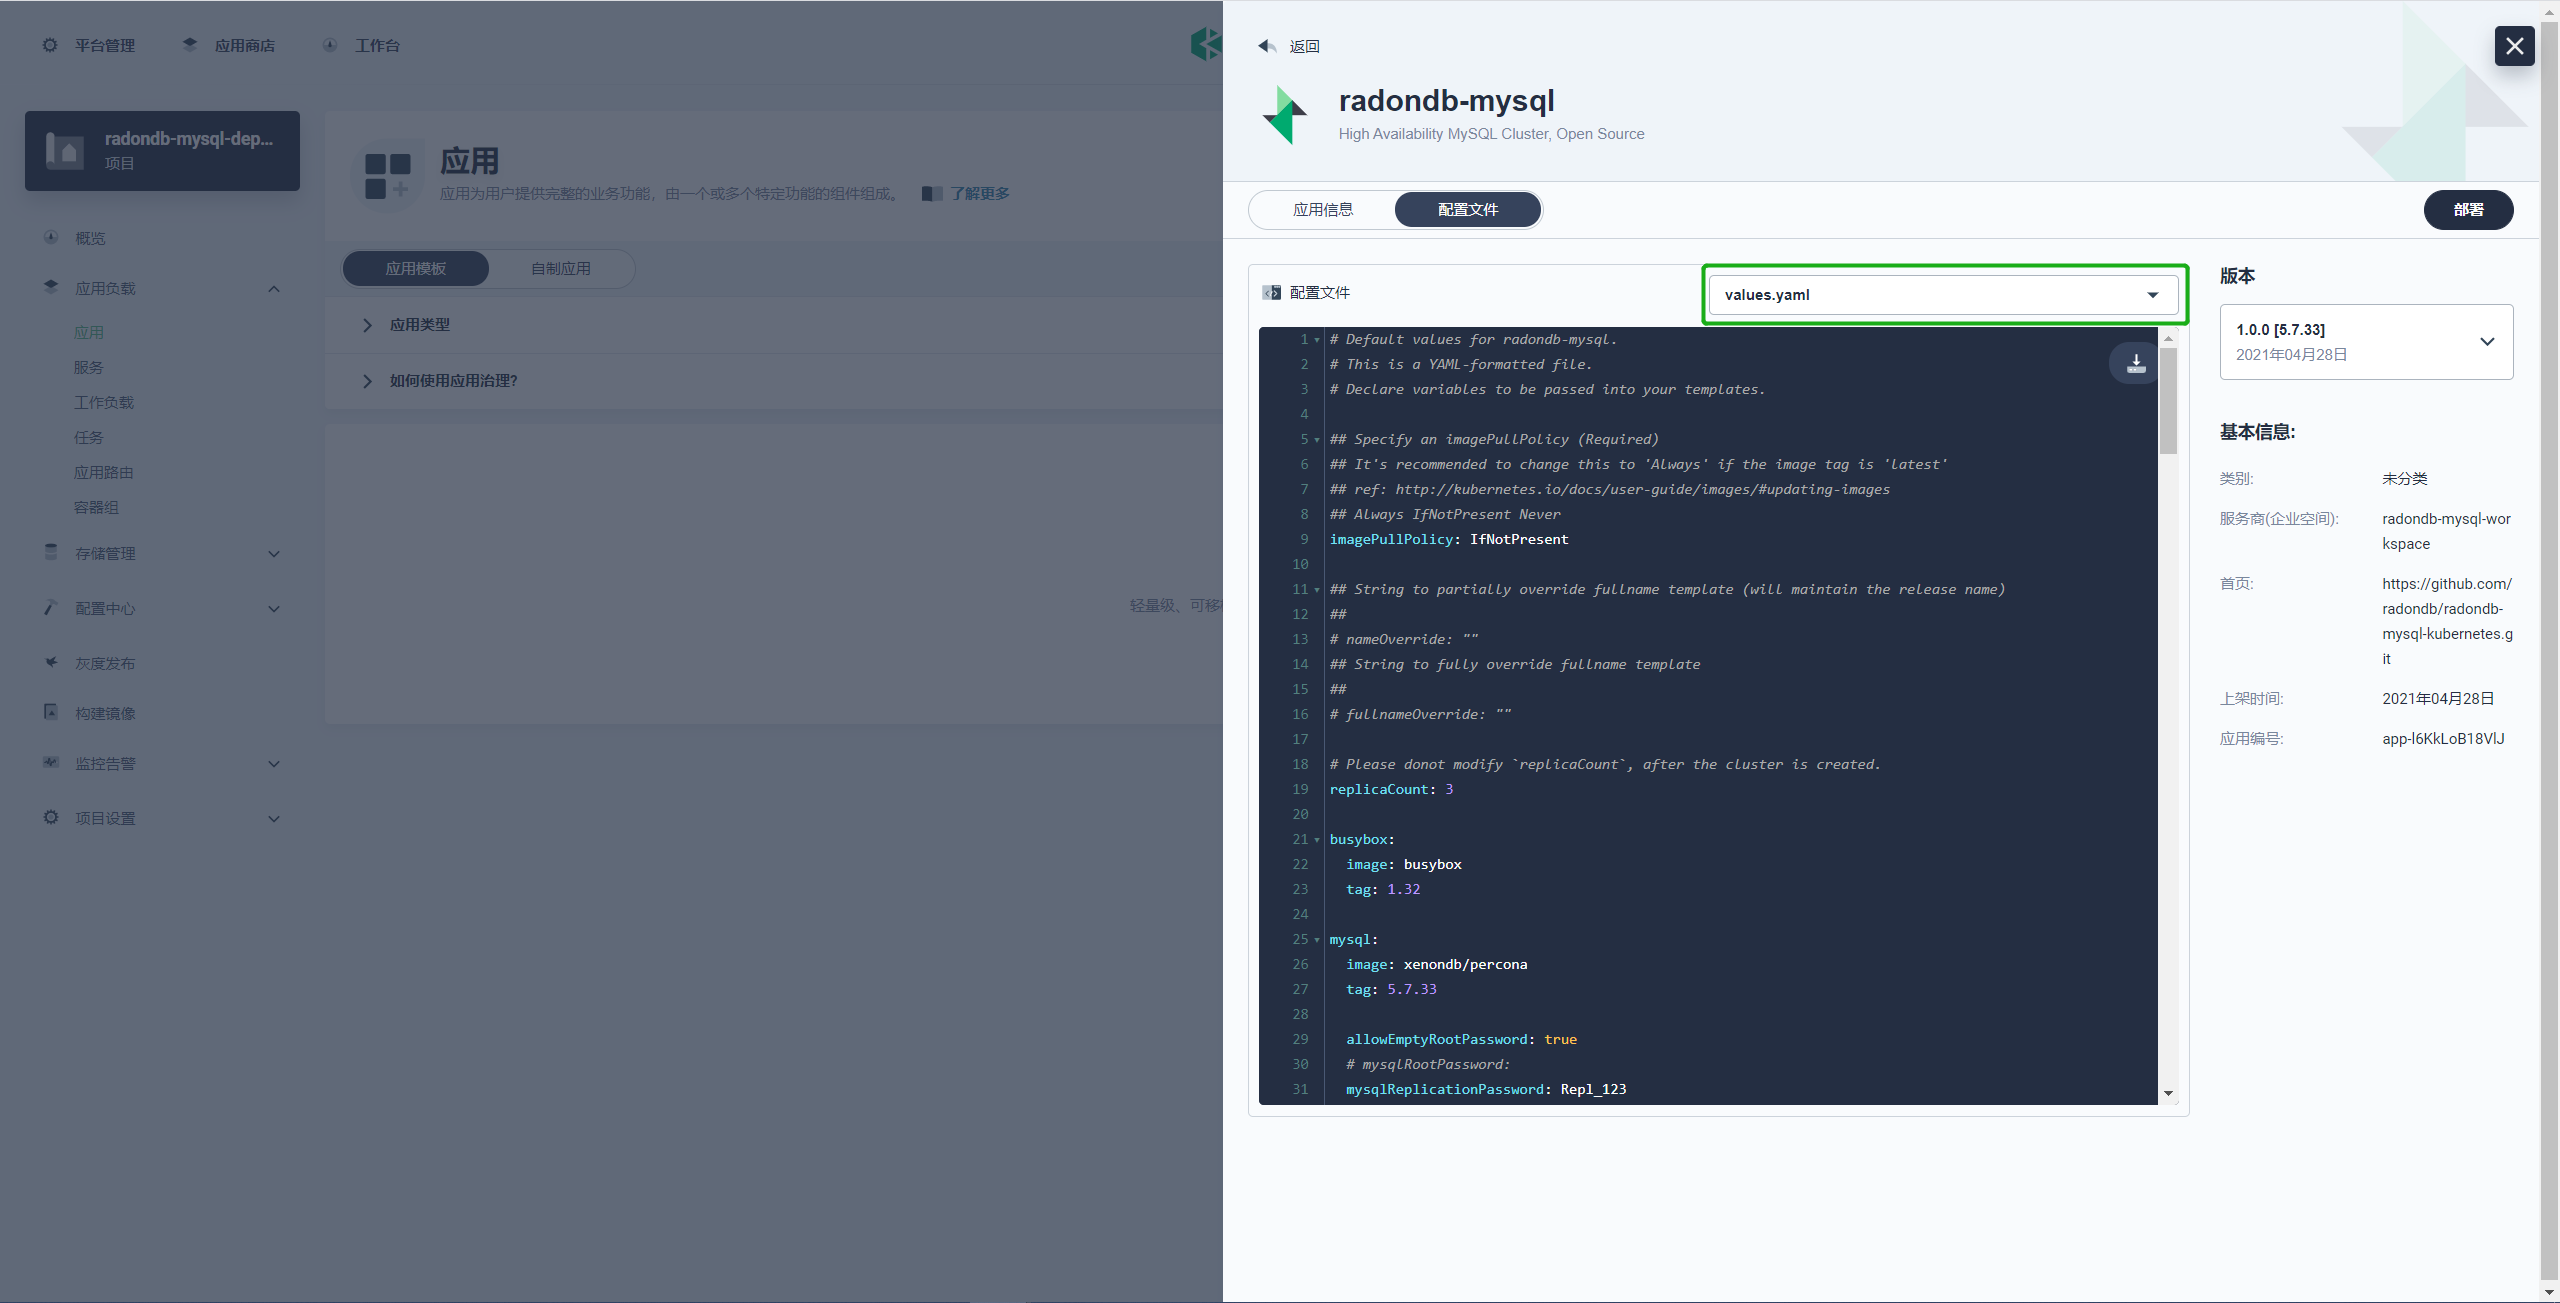 平台管理
应用商店
工作台
radondb-mysql-dep...
项目
概览
应用负载
应用
服务
工作负载
任务
应用路由
容器组
存储管理
配置中心
灰度发布
构建镜像
监控告警
项目设置
应用
应用为用户提供完整的业务功能，由一个或多个特定功能的组件组成。
了解更多
应用模板
自制应用
应用类型
如何使用应用治理?
轻量级、可移
返回
radondb-mysql
High Availability MySQL Cluster, Open Source
应用信息
配置文件
部署
配置文件
values.yaml
1 # Default values for radondb-mysql.
2 # This is a YAML-formatted file.
3 # Declare variables to be passed into your templates.
4
5 ## Specify an imagePullPolicy (Required)
6 ## It's recommended to change this to 'Always' if the image tag is 'latest'
7 ## ref: http://kubernetes.io/docs/user-guide/images/#updating-images
8 ## Always IfNotPresent Never
9 imagePullPolicy: IfNotPresent
10
11 ## String to partially override fullname template (will maintain the release name)
12 ##
13 # nameOverride: ""
14 ## String to fully override fullname template
15 ##
16 # fullnameOverride: ""
17
18 # Please donot modify `replicaCount`, after the cluster is created.
19 replicaCount: 3
20
21 busybox:
22 image: busybox
23 tag: 1.32
24
25 mysql:
26 image: xenondb/percona
27 tag: 5.7.33
28
29 allowEmptyRootPassword: true
30 # mysqlRootPassword:
31 mysqlReplicationPassword: Repl_123
版本
1.0.0 [5.7.33]
2021年04月28日
基本信息:
类别:
未分类
服务商(企业空间):
radondb-mysql-wor
kspace
首页:
https://github.com/
radondb/radondb-
mysql-kubernetes.g
it
上架时间:
2021年04月28日
应用编号:
app-l6KkLoB18VlJ